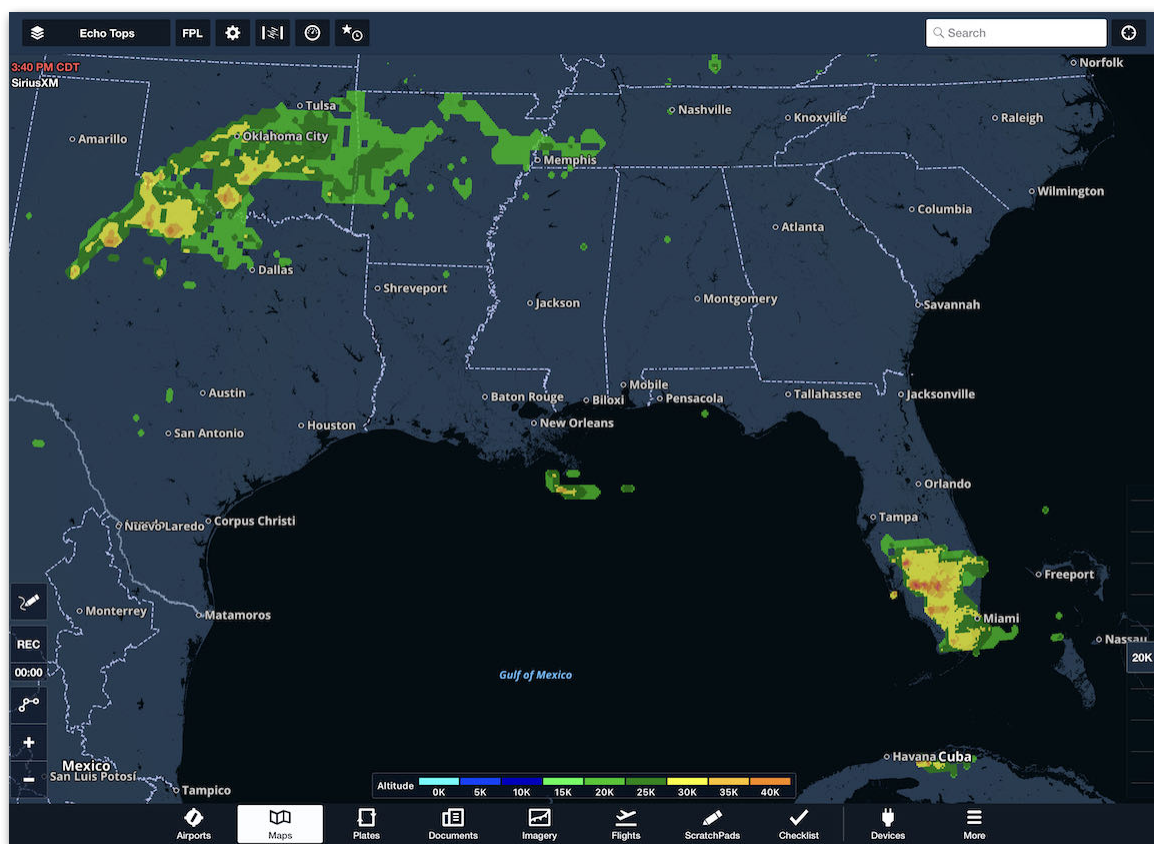 Echo Tops
FPL
Search
3:40 PM CDT
SiriusXM
Norfolk
Tulsa
Nashville
Knoxville
Raleigh
Amarillo
Oklahoma City
Memphis
Wilmington
Columbia
Atlanta
Dallas
Shreveport
Jackson
Montgomery
Savannah
Austin
Baton Rouge
Biloxi
Mobile
Pensacola
Tallahassee
Jacksonville
San Antonio
Houston
New Orleans
Orlando
Nuevo Laredo
Corpus Christi
Tampa
Freeport
Monterrey
Matamoros
Miami
REC
Nassau
00:00
20K
Gulf of Mexico
Havana
Cuba
Mexico
San Luis Potosí
Tampico
Altitude
0K 5K 10K 15K 20K 25K 30K 35K 40K
Airports
Maps
Plates
Documents
Imagery
Flights
ScratchPads
Checklist
Devices
More